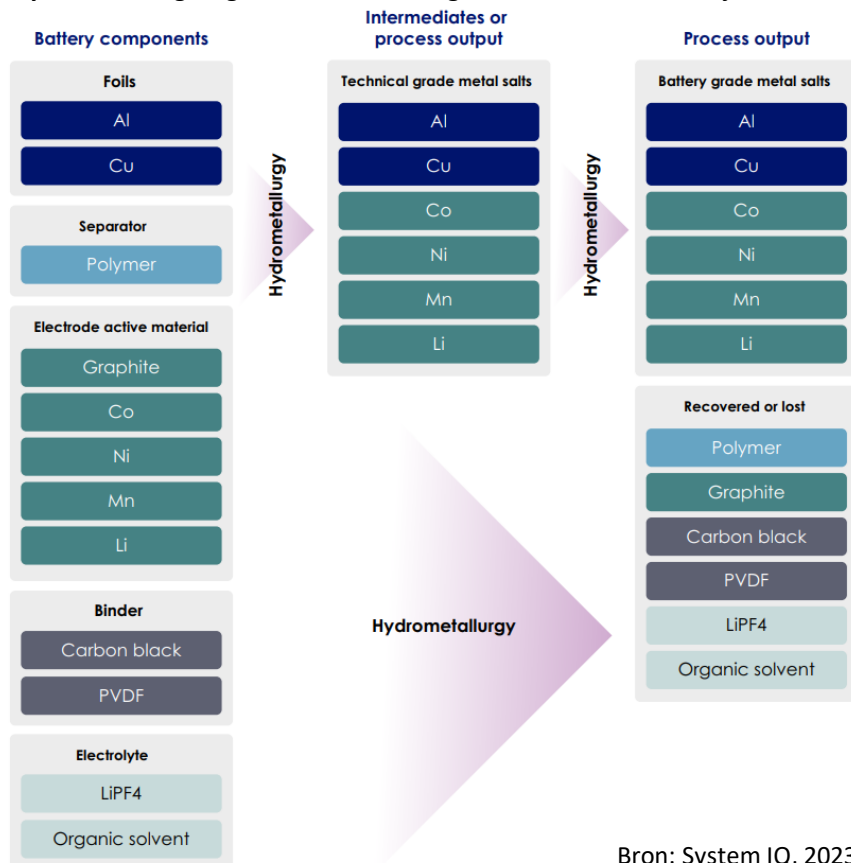 Battery components
Foils
Al
Cu
Separator
Polymer
Electrode active material
Graphite
Co
Ni
Mn
Li
Binder
Carbon black
PVDF
Electrolyte
LiPF4
Organic solvent
Hydrometallurgy
Intermediates or
process output
Technical grade metal salts
Al
Cu
Co
Ni
Mn
Li
Hydrometallurgy
Process output
Battery grade metal salts
Al
Cu
Co
Ni
Mn
Li
Hydrometallurgy
Recovered or lost
Polymer
Graphite
Carbon black
PVDF
LiPF4
Organic solvent
Bron: System IQ, 2023